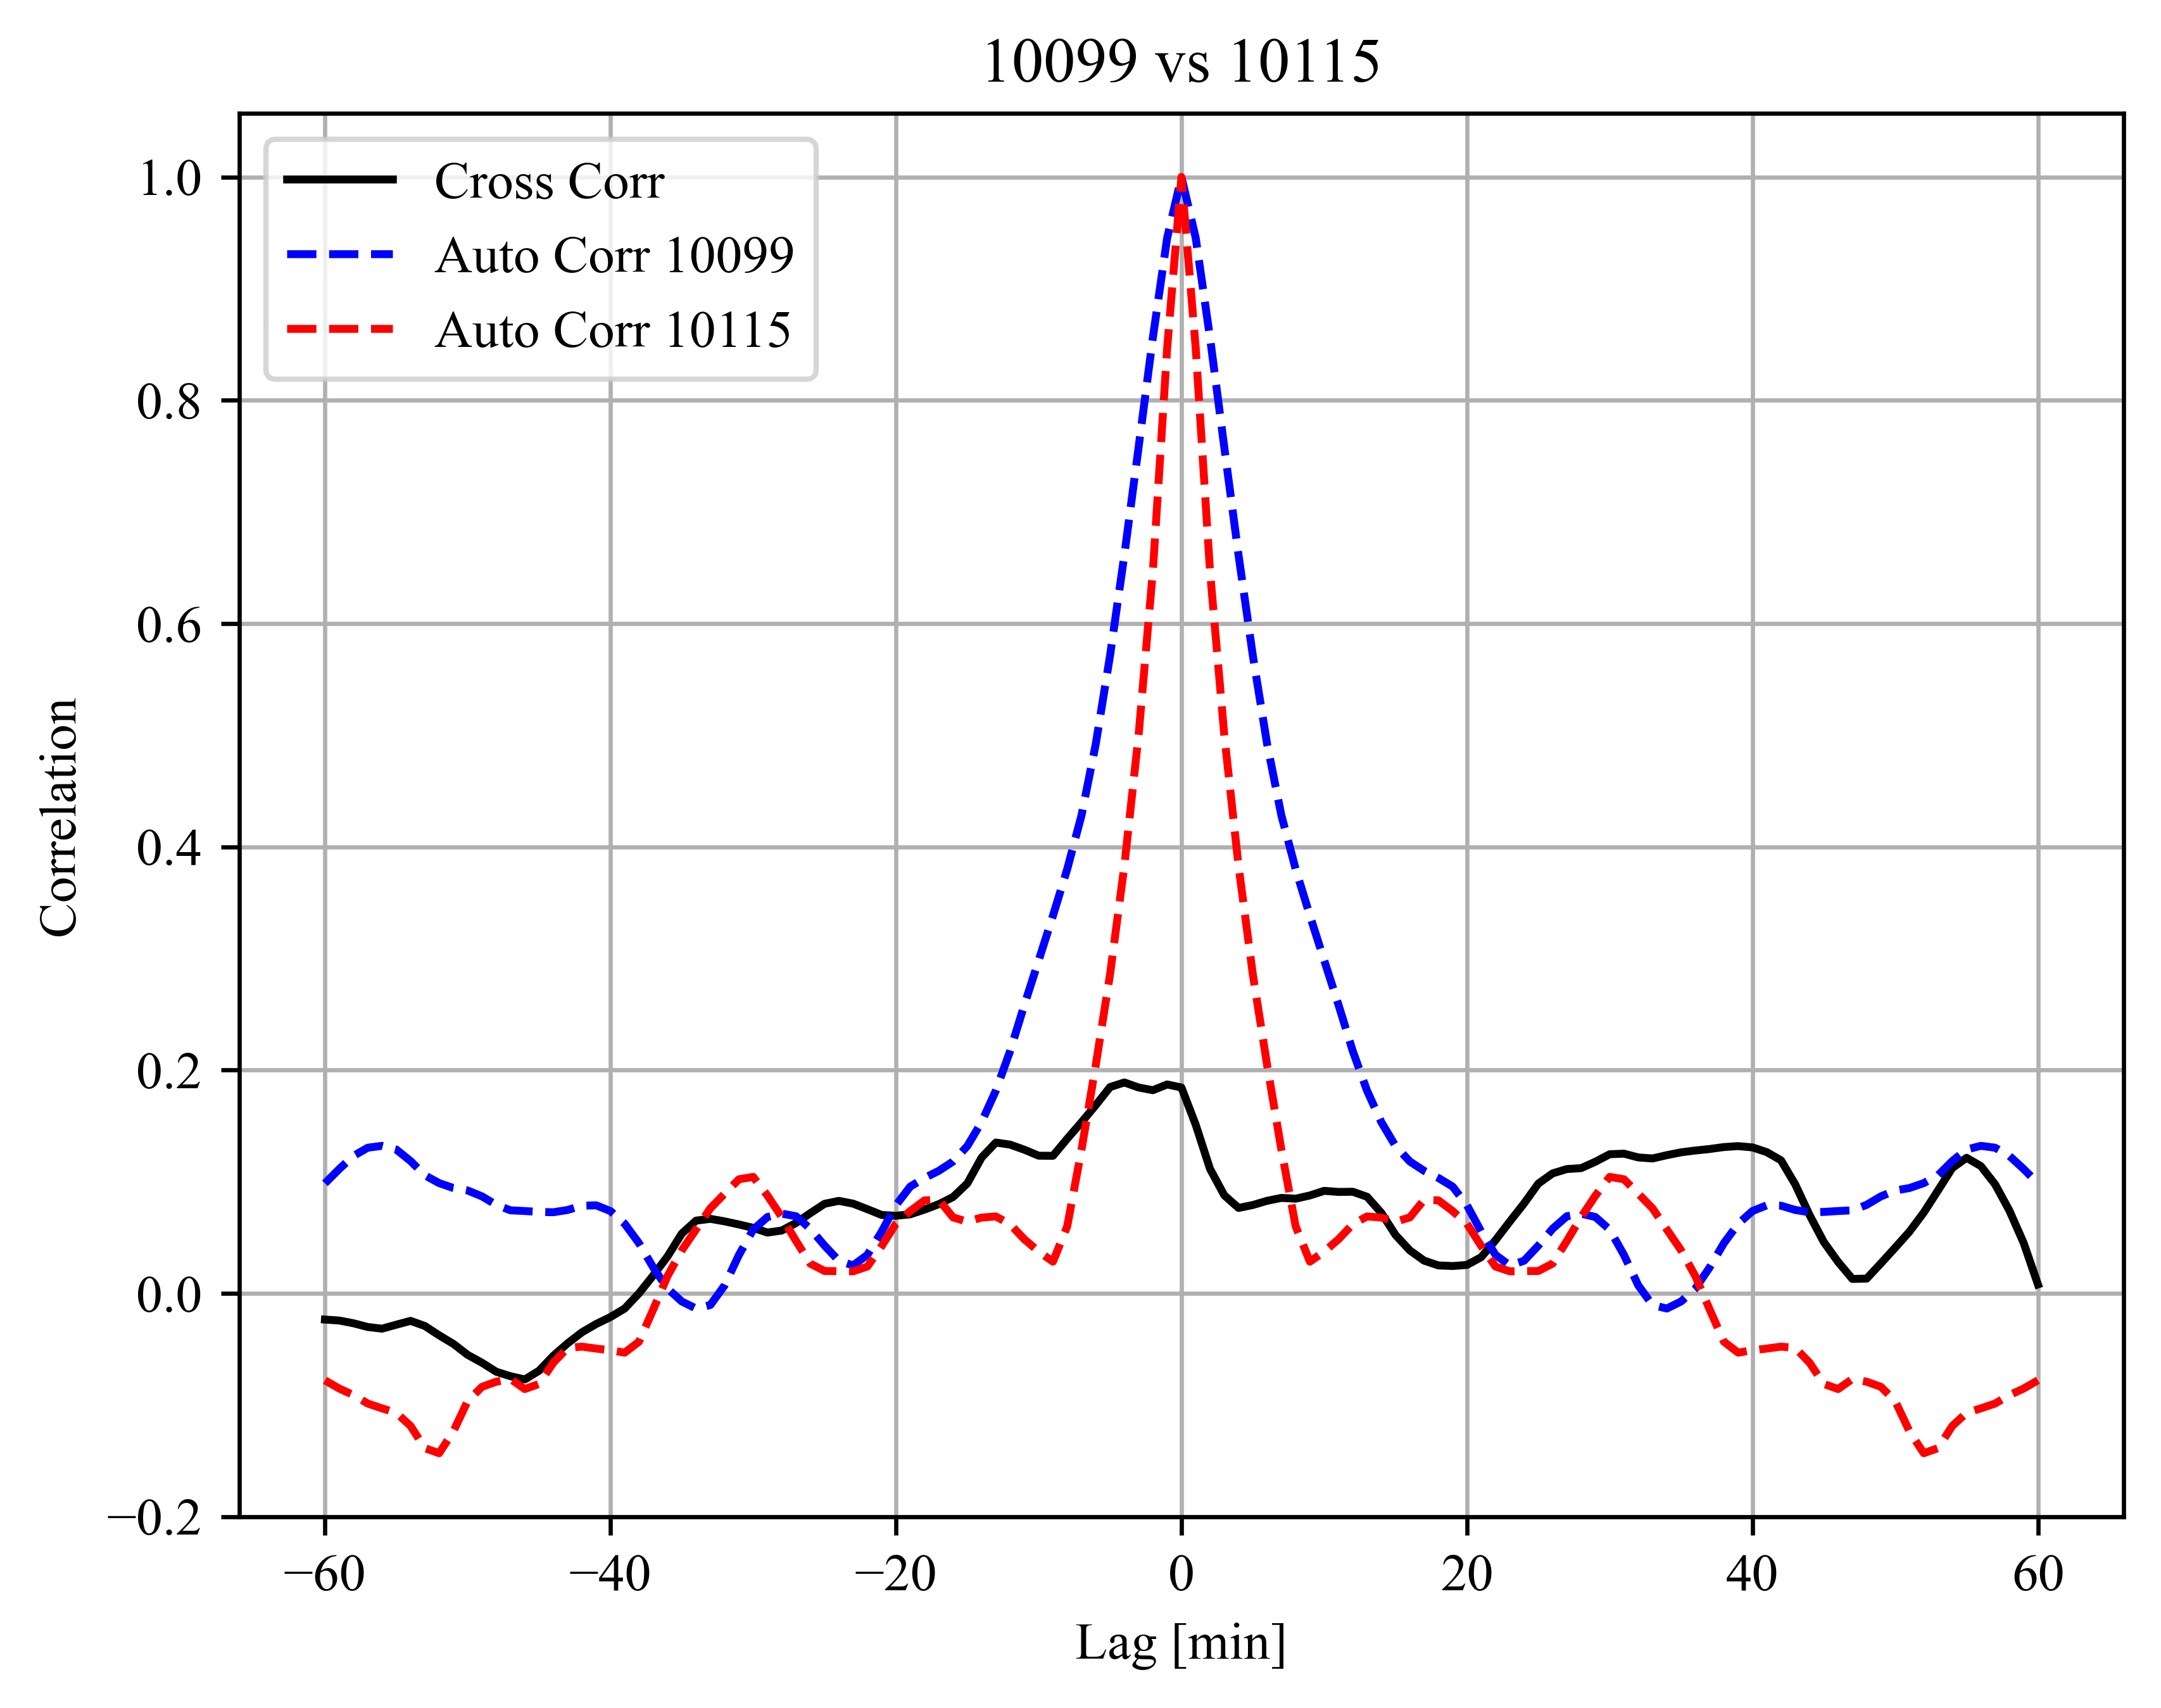 10099 vs 10115
Cross Corr
Auto Corr 10099
Auto Corr 10115
1.0
0.8
0.6
0.4
0.2
0.0
−0.2
Correlation
−60 −40 −20 0 20 40 60
Lag [min]